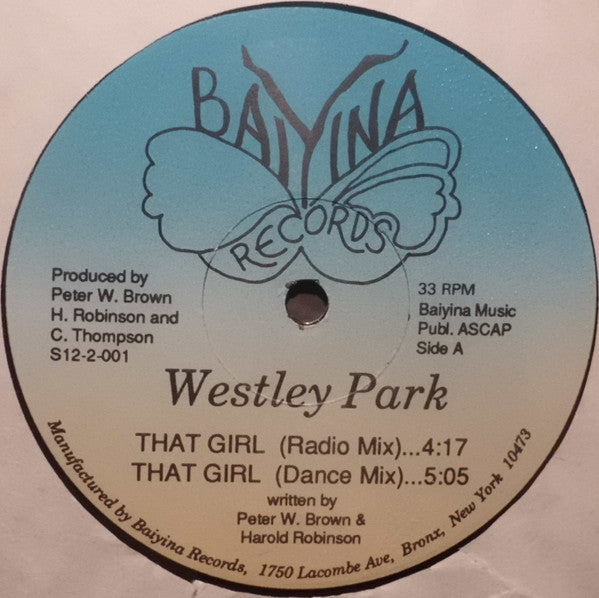 BAIYINA
RECORDS
Produced by
Peter W. Brown
H. Robinson and
C. Thompson
S12-2-001
33 RPM
Baiyina Music
Publ. ASCAP
Side A
Westley Park
THAT GIRL (Radio Mix)...4:17
THAT GIRL (Dance Mix)...5:05
written by
Peter W. Brown &
Harold Robinson
Manufactured by Baiyina Records, 1750 Lacombe Ave, Bronx, New York 10473